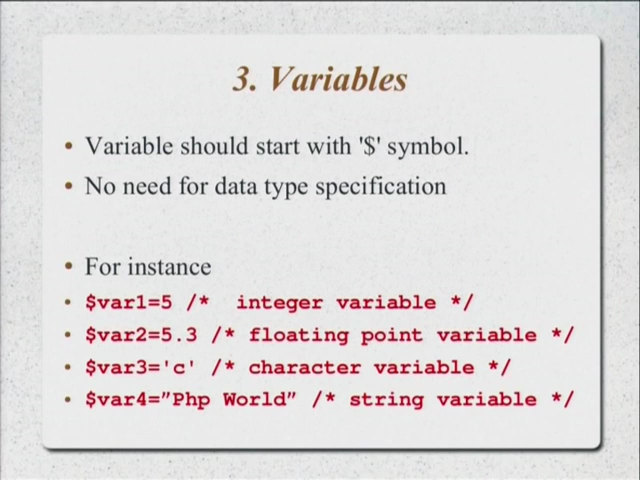 3. Variables
• Variable should start with '$' symbol.
• No need for data type specification
• For instance
• $var1=5 /*  integer variable */
• $var2=5.3 /* floating point variable */
• $var3='c' /* character variable */
• $var4=”Php World” /* string variable */